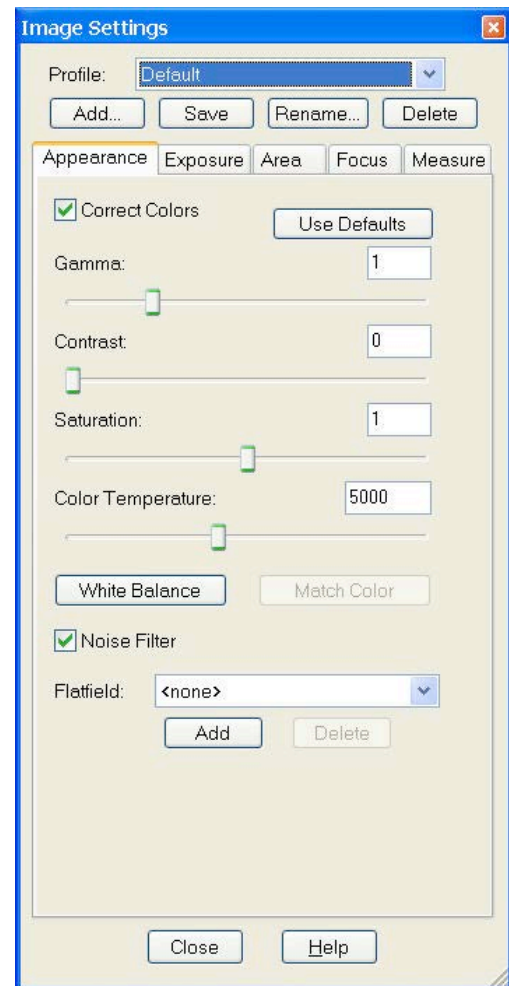 Image Settings
Profile: Default
Add... Save Rename... Delete
Appearance Exposure Area Focus Measure
Correct Colors
Use Defaults
Gamma: 1
Contrast: 0
Saturation: 1
Color Temperature: 5000
White Balance Match Color
Noise Filter
Flatfield: <none>
Add Delete
Close Help